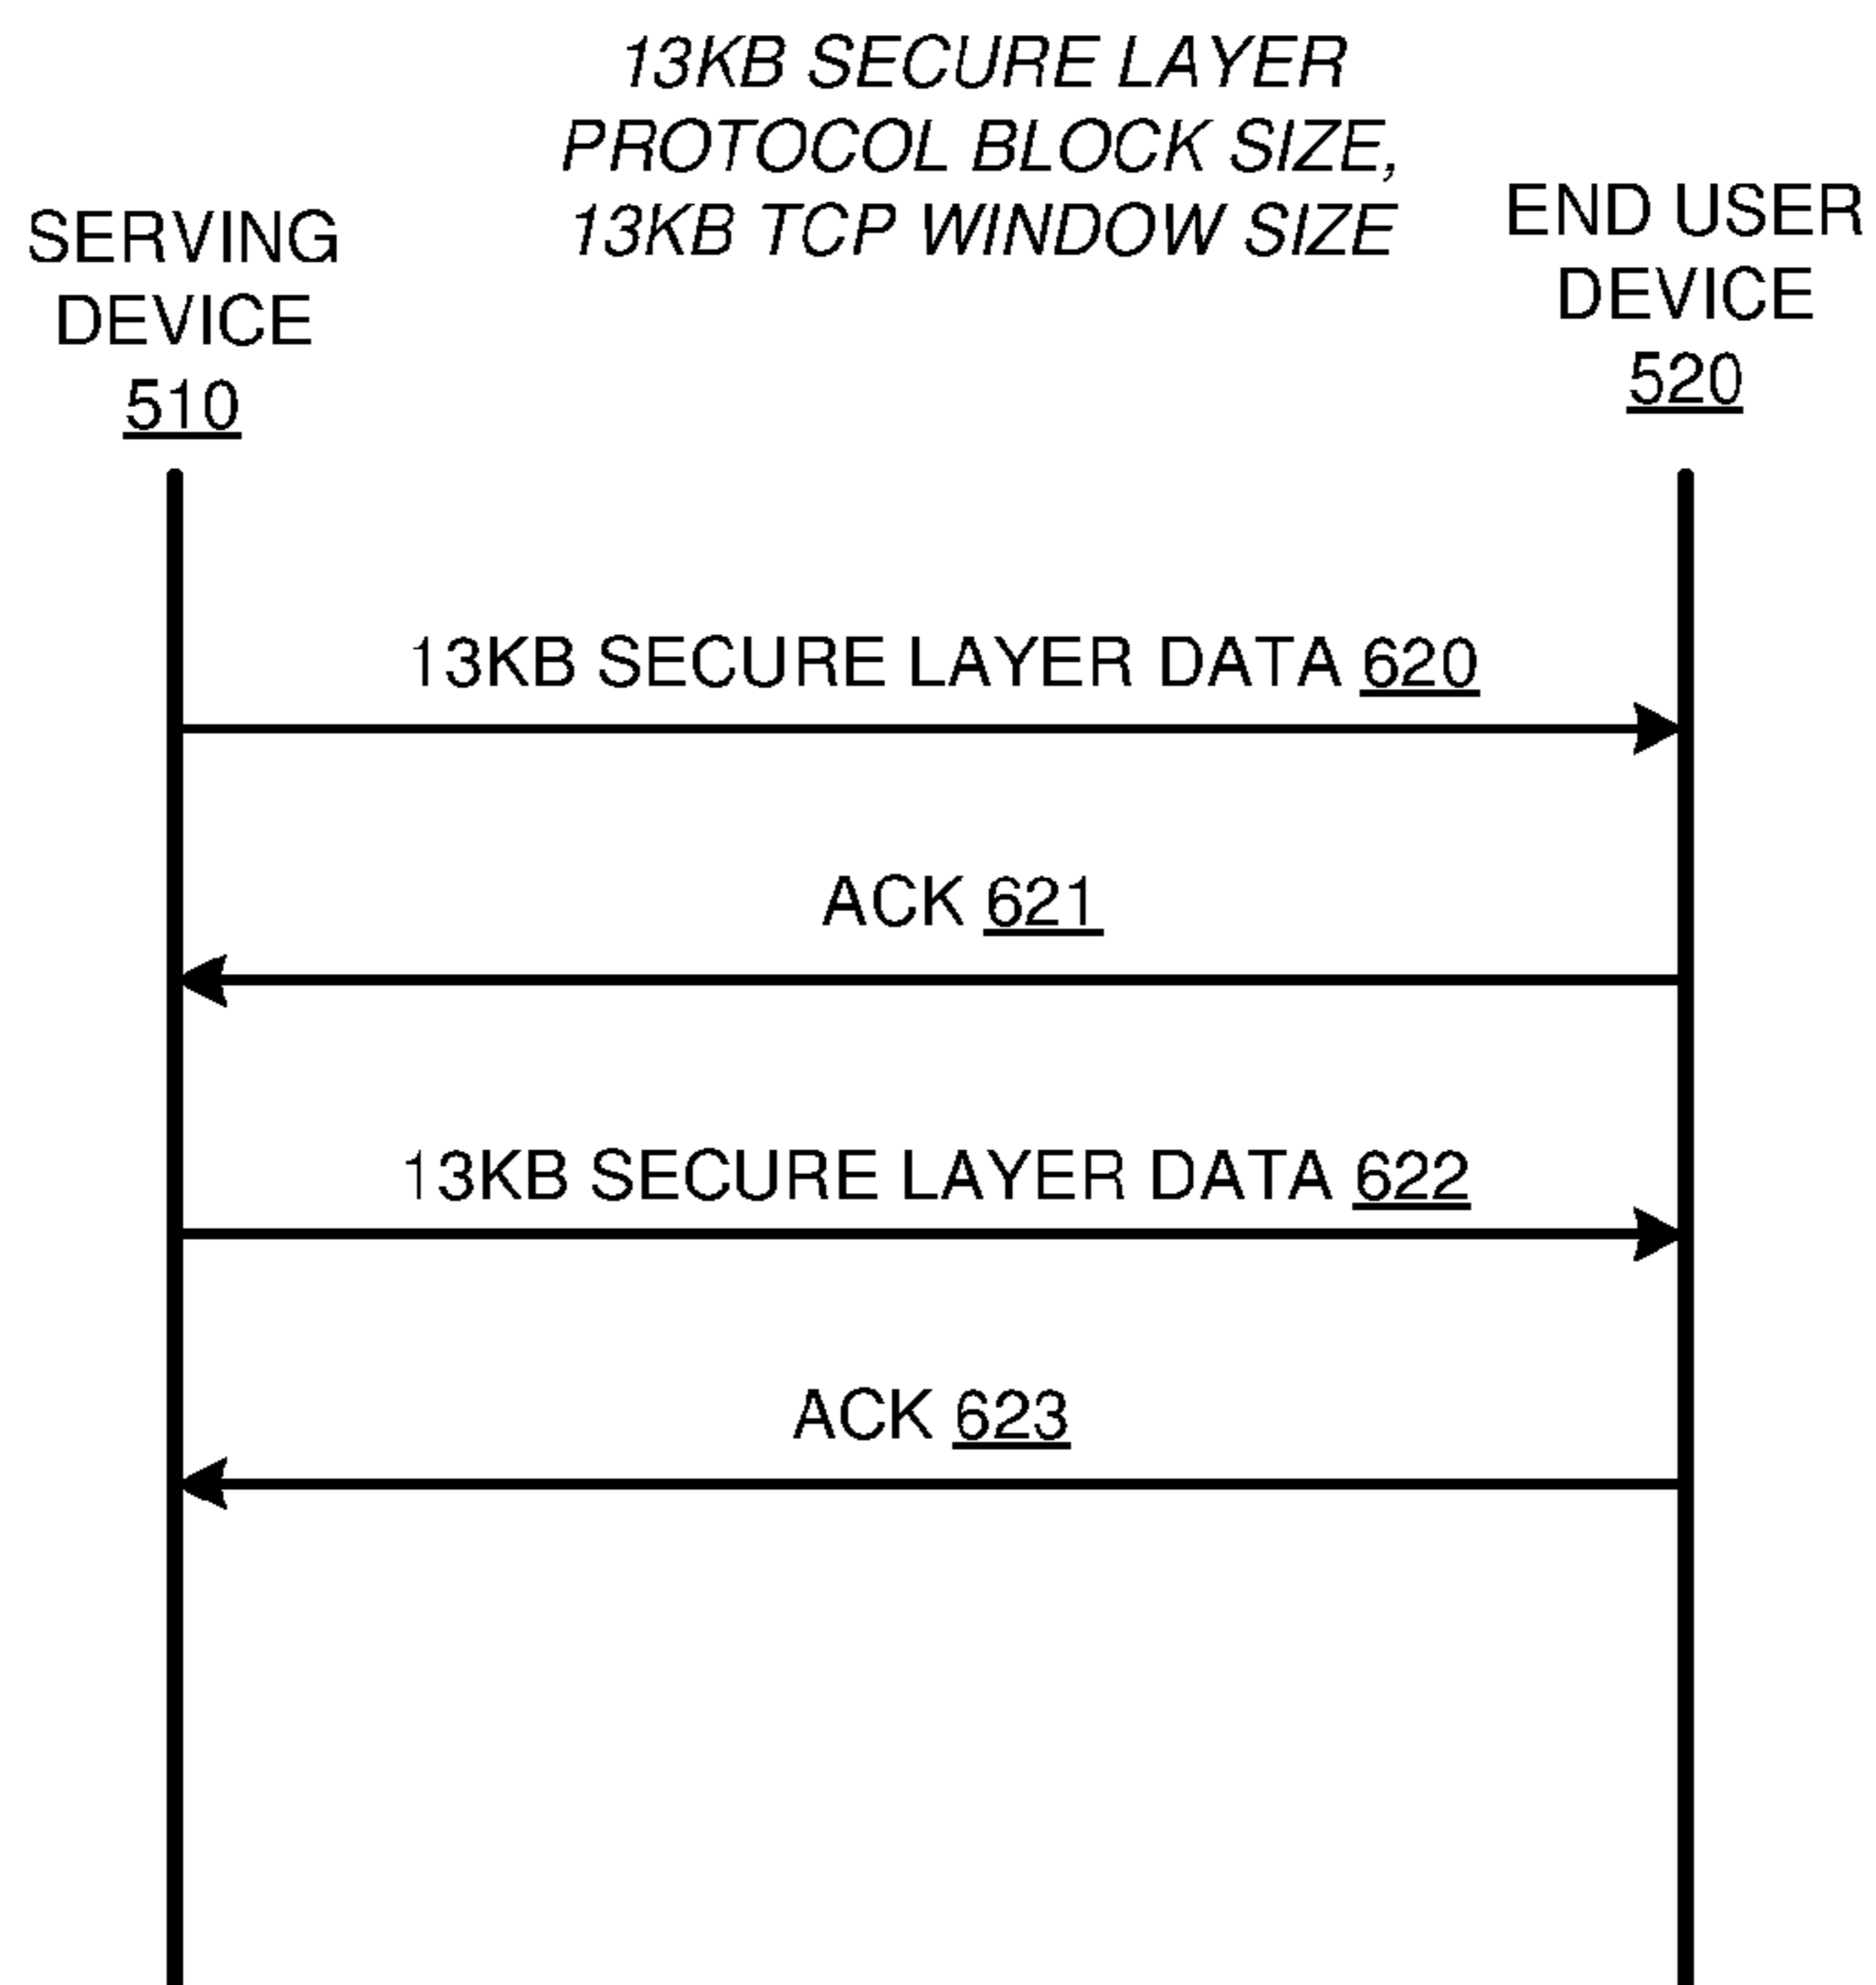 13KB SECURE LAYER
PROTOCOL BLOCK SIZE,
13KB TCP WINDOW SIZE
SERVING
DEVICE
510
END USER
DEVICE
520
13KB SECURE LAYER DATA 620
ACK 621
13KB SECURE LAYER DATA 622
ACK 623